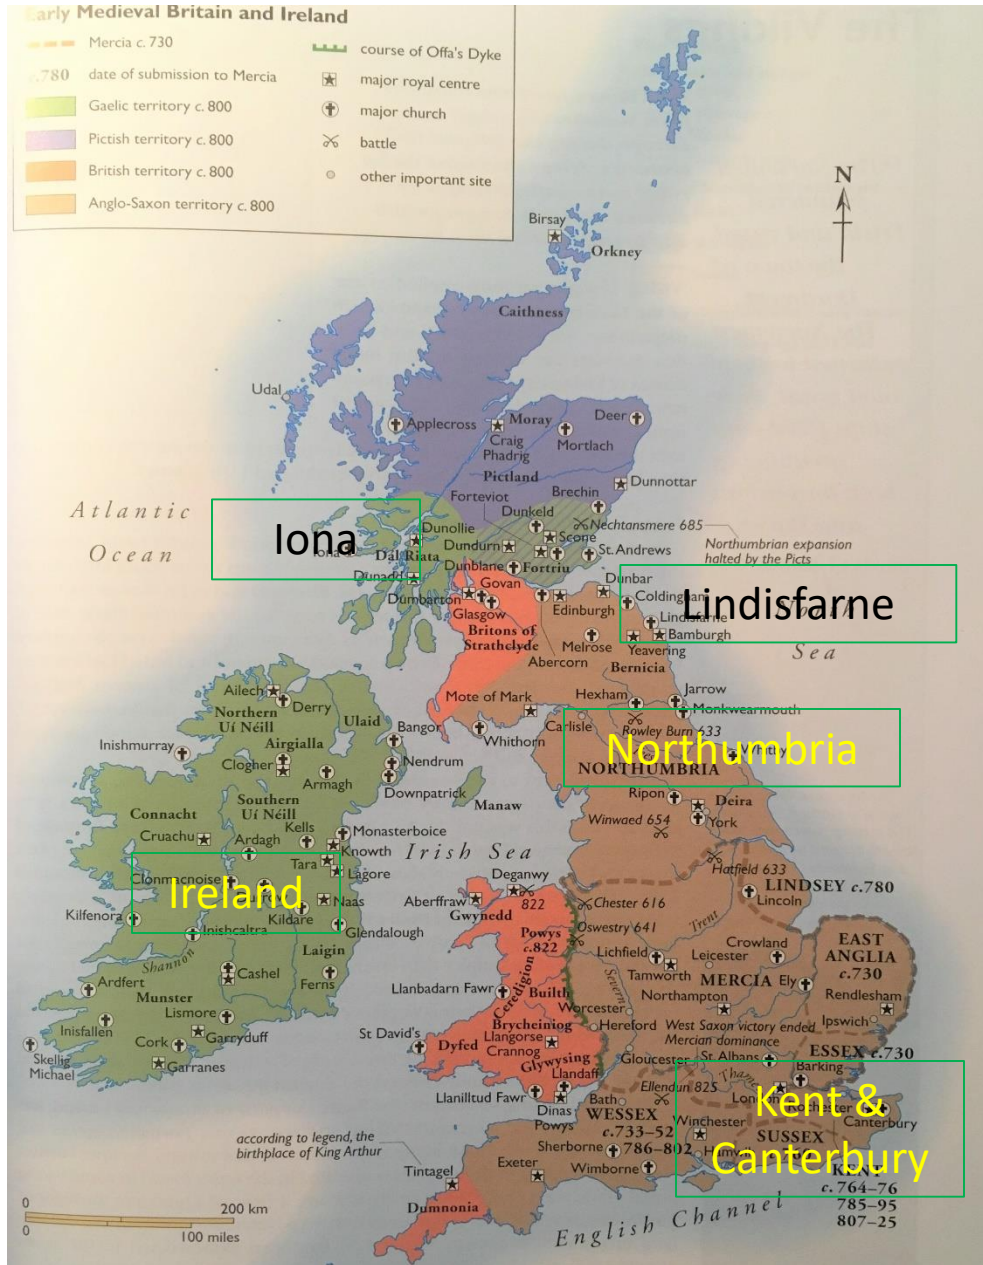 Early Medieval Britain and Ireland
Mercia c. 730
c.780 date of submission to Mercia
Gaelic territory c. 800
Pictish territory c. 800
British territory c. 800
Anglo-Saxon territory c. 800
course of Offa's Dyke
major royal centre
major church
battle
other important site
N
Birsay
Orkney
Caithness
Udal
Applecross
Moray
Deer
Craig
Phadrig
Mortlach
Pictland
Dunnottar
Forteviot
Brechin
Atlantic
Ocean
Iona
Dunollie
Dunkeld
Nechtansmere 685
Scone
Dál Riata
Dundurn
St. Andrews
Northumbrian expansion
halted by the Picts
Dunadd
Dunblane
Fortriu
Dunbar
Govan
Coldingham
Lindisfarne
Lindisfarne
Dumbarton
Glasgow
Edinburgh
Bamburgh
Sea
Britons of
Strathclyde
Melrose
Yeavering
Abercorn
Bernicia
Ailech
Derry
Mote of Mark
Hexham
Jarrow
Monkwearmouth
Northern
Uí Néill
Ulaid
Bangor
Carlisle
Whithorn
Rowley Burn 633
Inishmurray
Airgialla
Northumbria
Whitby
Clogher
Nendrum
NORTHUMBRIA
Armagh
Downpatrick
Manaw
Ripon
Deira
Connacht
Southern
Uí Néill
Winwaed 654
York
Cruachu
Ardagh
Kells
Monasterboice
Knowth
Irish Sea
Tara
Lagore
Hatfield 633
Clonmacnoise
Ireland
Deganwy
822
LINDSEY c.780
Lincoln
Naas
Aberffraw
Gwynedd
Chester 616
Kilfenora
Kildare
Glendalough
Oswestry 641
Trent
Inishcaltra
Powys
c.822
Crowland
EAST
ANGLIA
c.730
Laigin
Lichfield
Leicester
Shannon
Tamworth
Ardfert
Cashel
Ferns
Llanbadarn Fawr
Ceredigion
Builth
Severn
MERCIA
Ely
Munster
Northampton
Rendlesham
Lismore
Worcester
Inisfallen
Brycheiniog
Hereford
West Saxon victory ended
Mercian dominance
Ipswich
Garryduff
St David's
Dyfed
Llangorse
Crannog
Cork
Glywysing
Gloucester
St. Albans
ESSEX c.730
Skellig
Michael
Garranes
Llandaff
Barking
Ellendun 825
Llanilltud Fawr
Bath
London
Kent &
Canterbury
Rochester
Canterbury
Dinas
Powys
WESSEX
c.733–52
786–802
Winchester
SUSSEX
according to legend, the
birthplace of King Arthur
Sherborne
Wimborne
Tintagel
Exeter
KENT
c. 764–76
785–95
807–25
Dumnonia
English Channel
0 200 km
0 100 miles